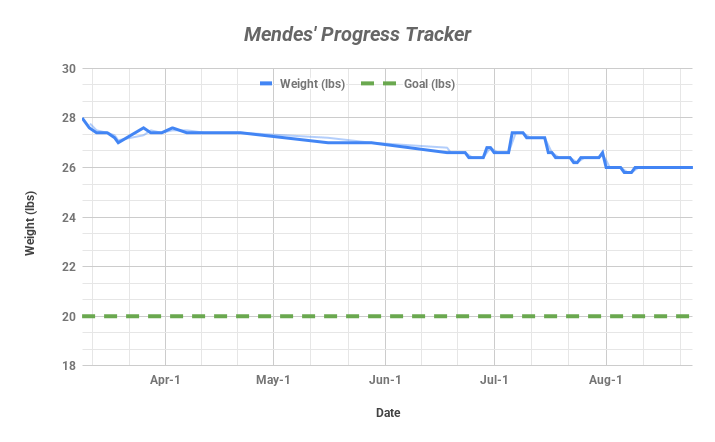 Mendes' Progress Tracker
Weight (lbs)
Goal (lbs)
30
28
26
24
22
20
18
Weight (lbs)
Apr-1
May-1
Jun-1
Jul-1
Aug-1
Date